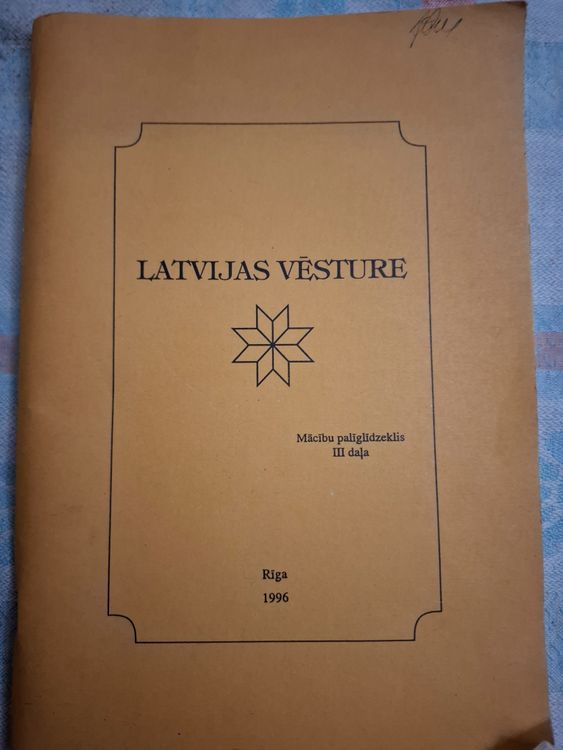 LATVIJAS VĒSTURE
Mācību palīglīdzeklis
III daļa
Rīga
1996